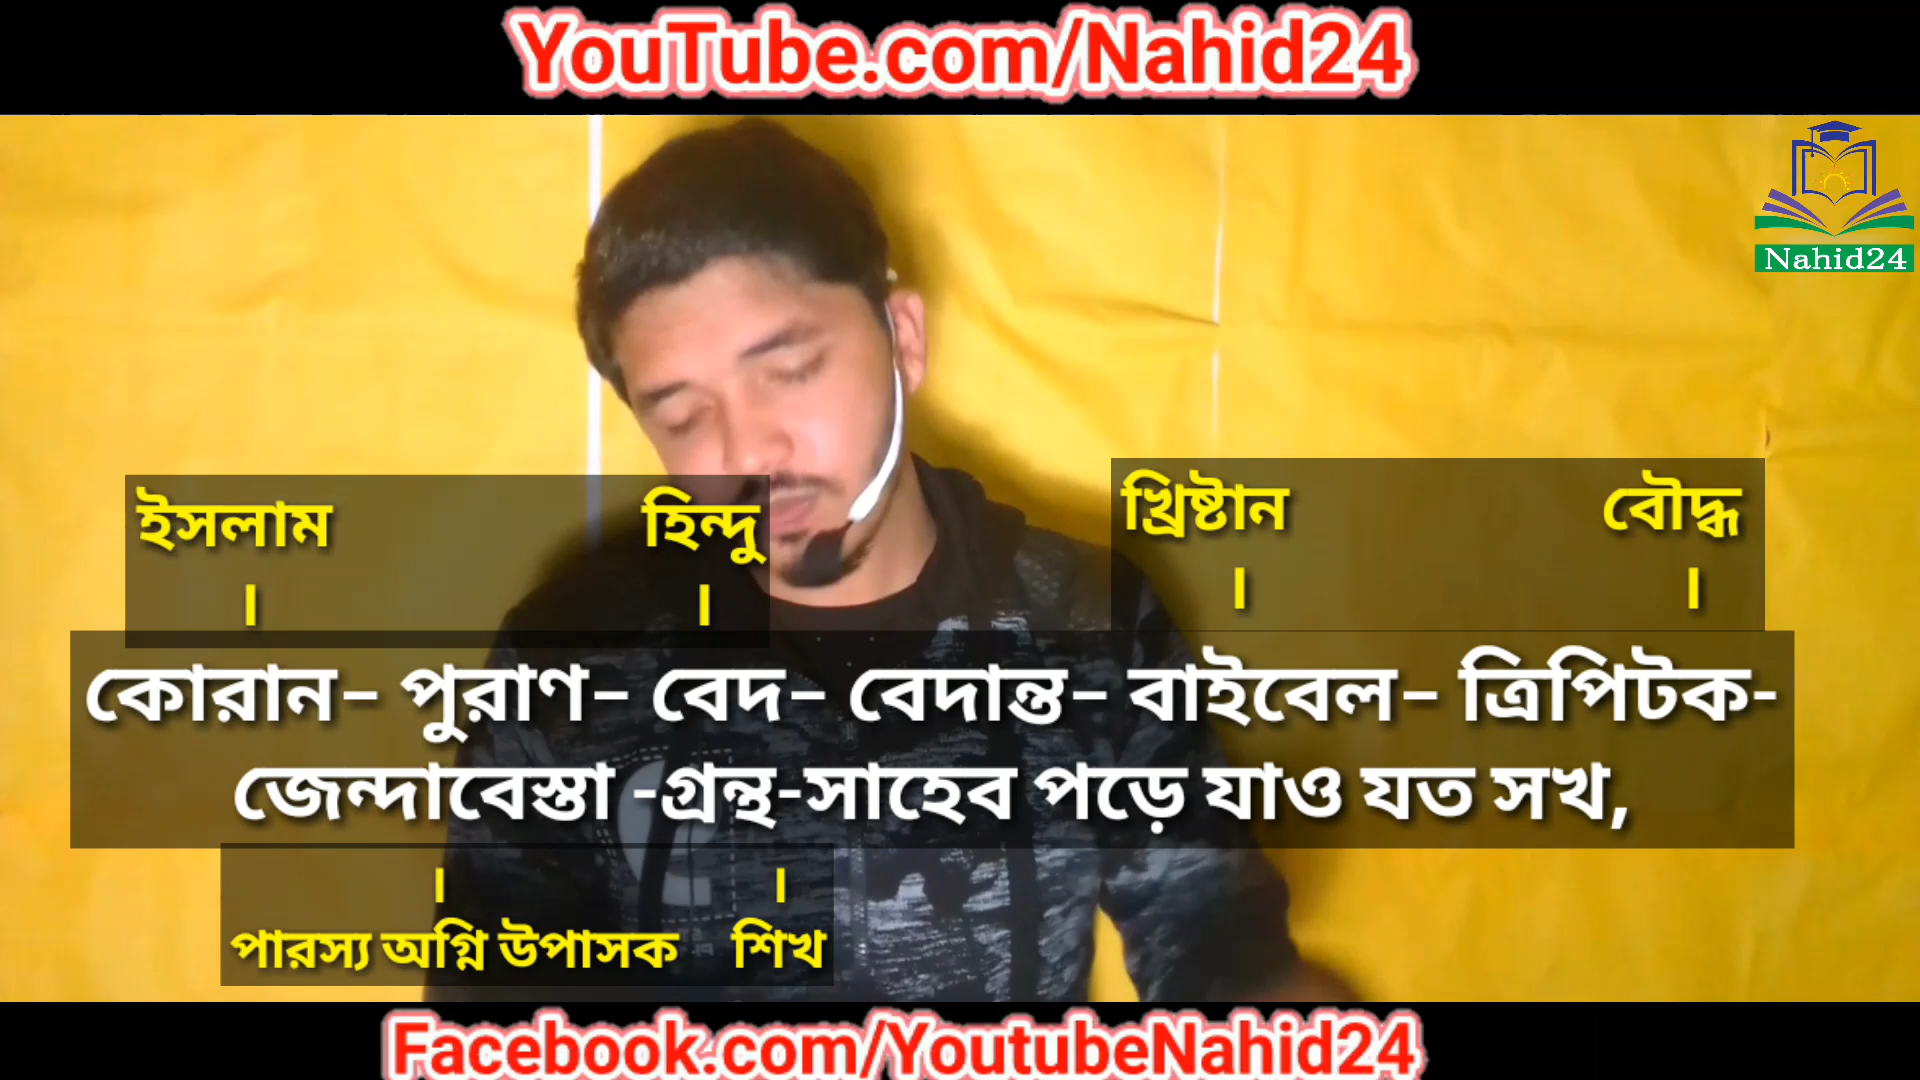 YouTube.com/Nahid24
Nahid24
ইসলাম হিন্দু খ্রিষ্টান বৌদ্ধ
। । । ।
কোরান– পুরাণ– বেদ– বেদান্ত– বাইবেল– ত্রিপিটক-
জেন্দাবেস্তা -গ্রন্থ-সাহেব পড়ে যাও যত সখ,
। ।
পারস্য অগ্নি উপাসক শিখ
Facebook.com/YoutubeNahid24